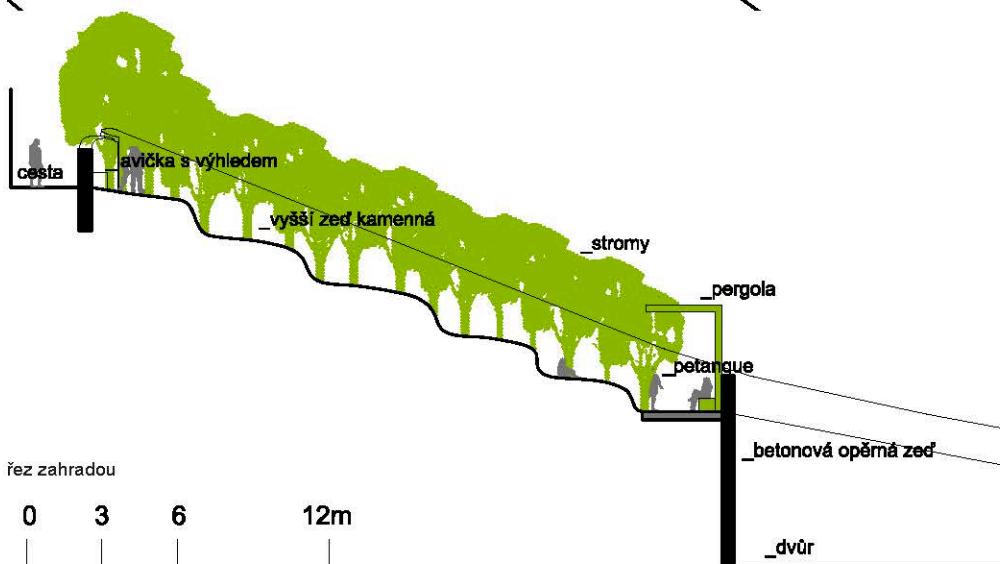 cesta
avička s výhledem
_vyšší zeď kamenná
_stromy
_pergola
_petanque
_betonová opěrná zeď
řez zahradou
0 3 6 12m
_dvůr